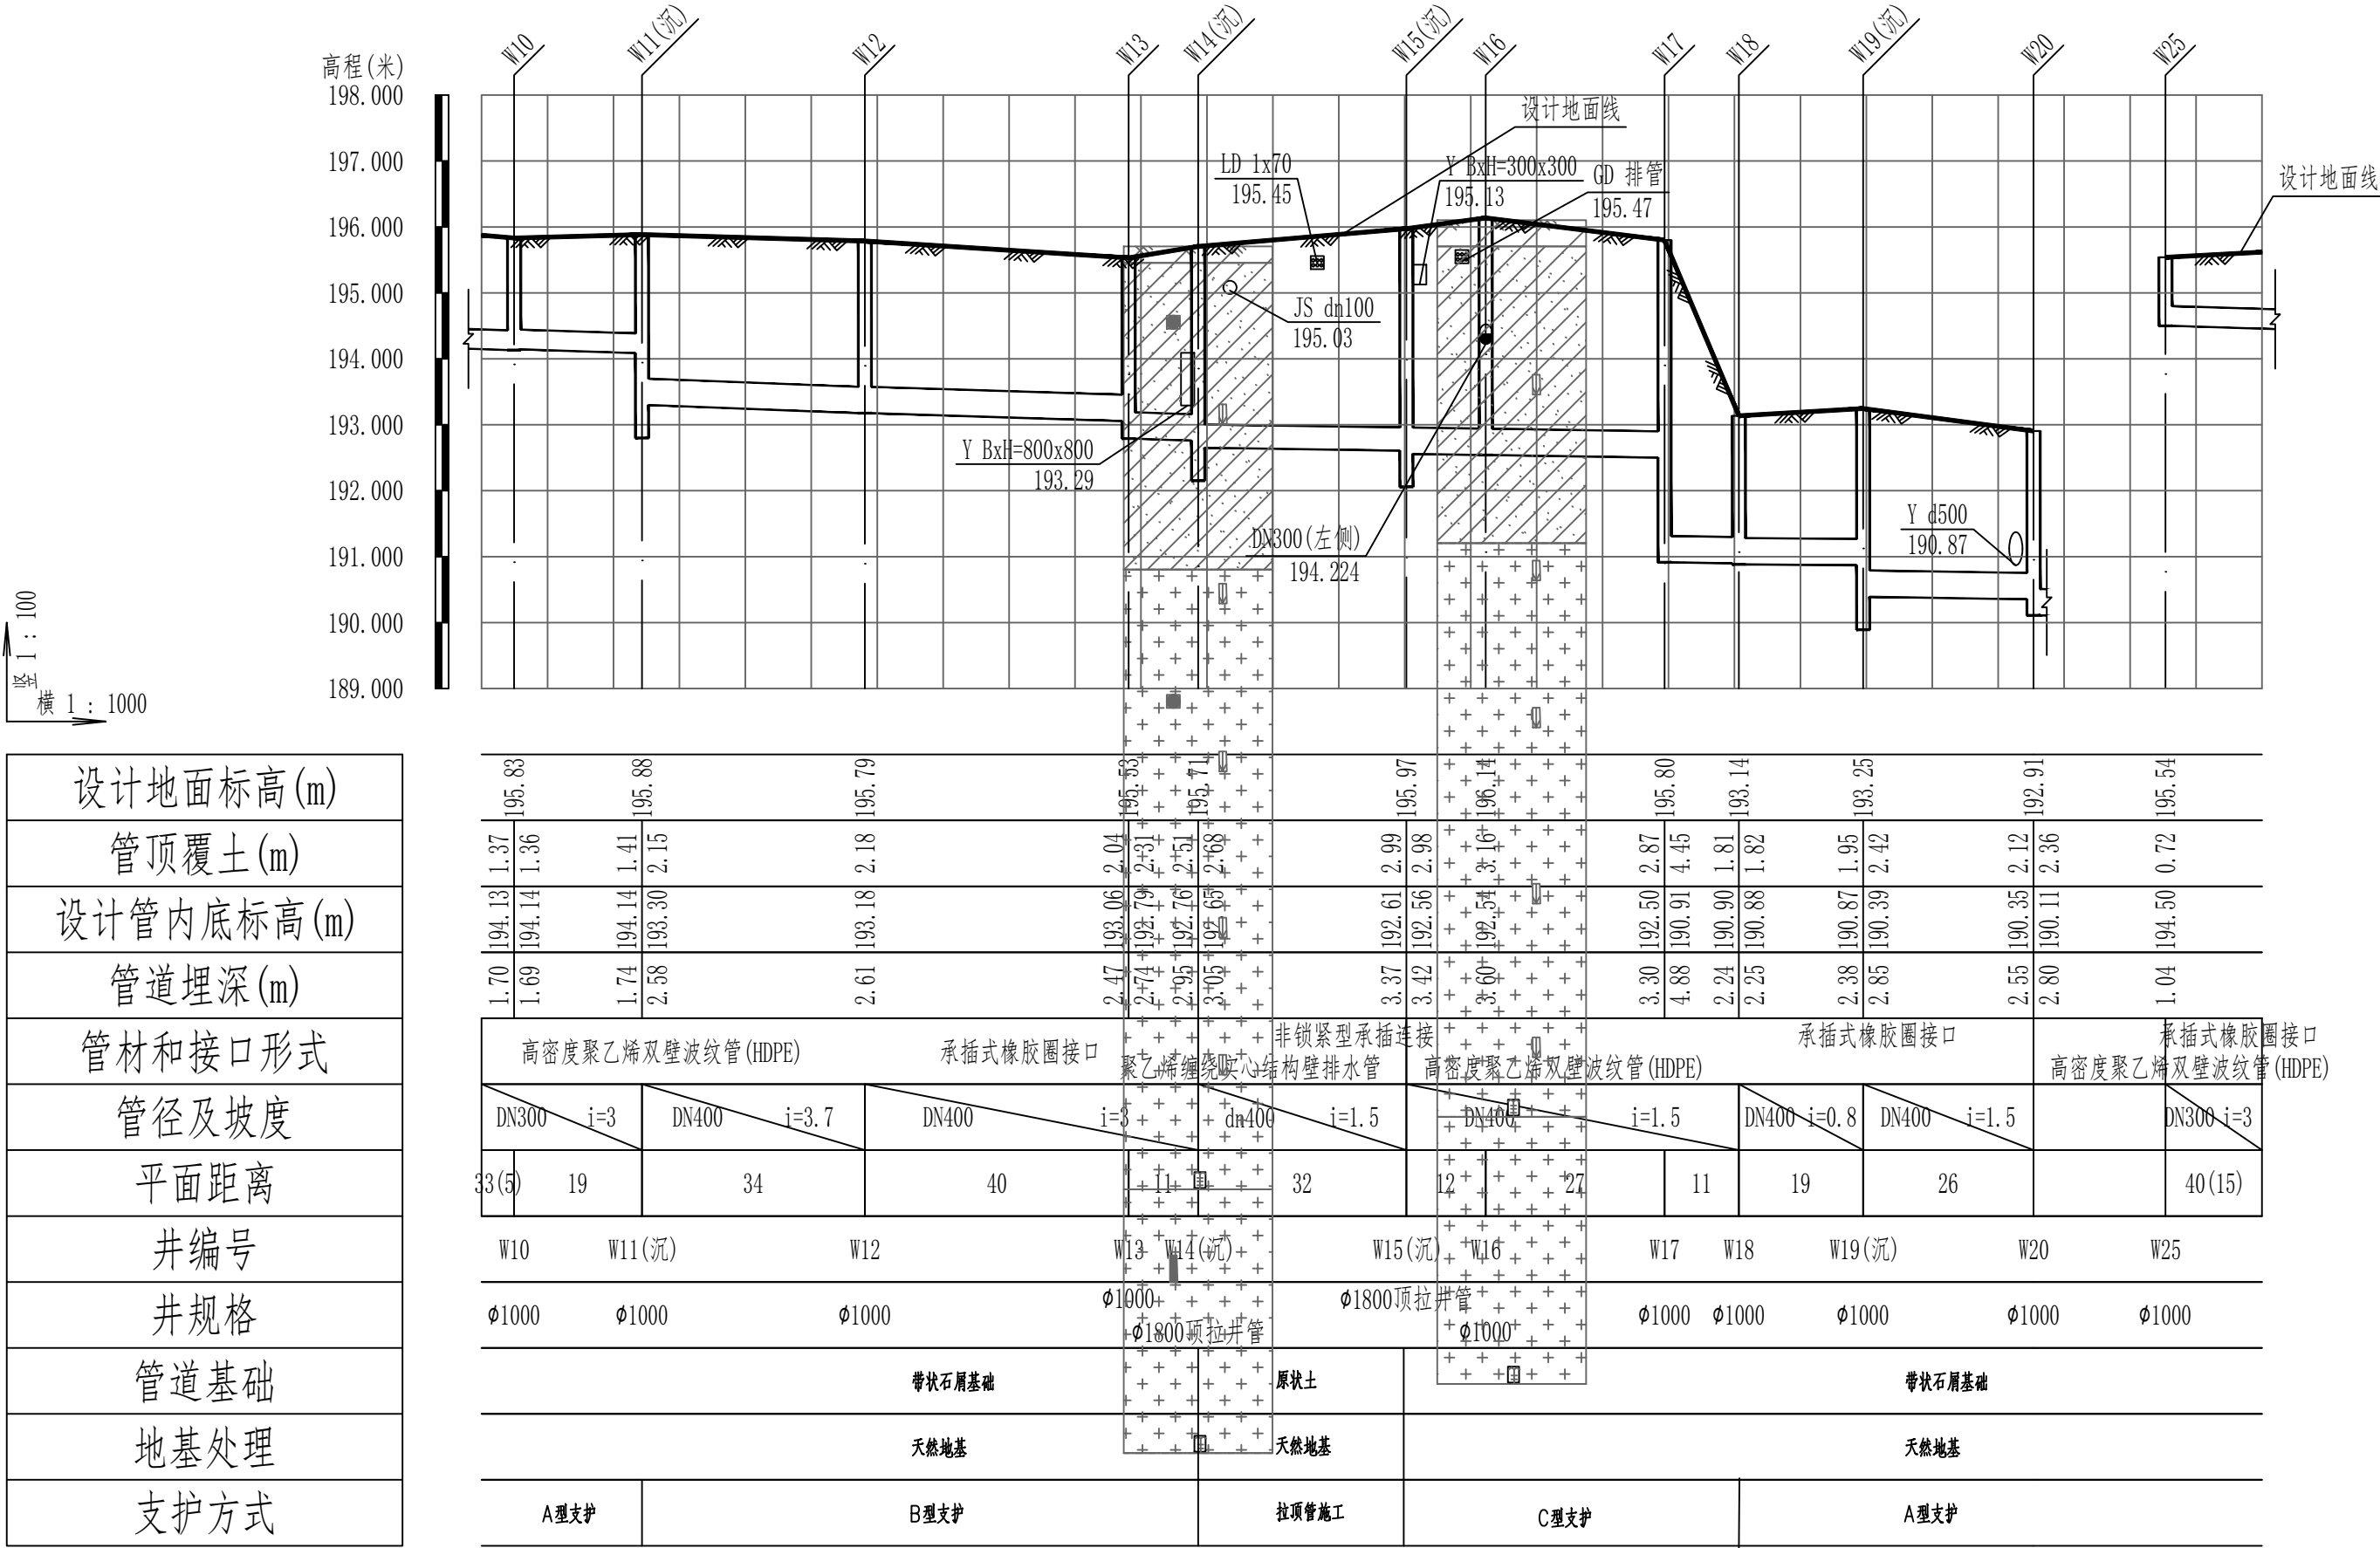 W10
W11(沉)
W12
W13
W14(沉)
W15(沉)
W16
W17
W18
W19(沉)
W20
W25
高程(米)
198.000
197.000
196.000
195.000
194.000
193.000
192.000
191.000
190.000
189.000
竖 1 : 100
横 1 : 1000
设计地面线
LD 1x70
195.45
Y BxH=300x300
195.13
GD 排管
195.47
设计地面线
JS dn100
195.03
Y BxH=800x800
193.29
DN300(左侧)
194.224
Y d500
190.87
设计地面标高(m)
195.83 195.88 195.79 195.53 195.71 195.97 196.14 195.80 193.14 193.25 192.91 195.54
管顶覆土(m)
1.37 1.36 1.41 2.15 2.18 2.04 2.31 2.51 2.68 2.99 2.98 3.16 2.87 4.45 1.81 1.82 1.95 2.42 2.12 2.36 0.72
设计管内底标高(m)
194.13 194.14 194.14 193.30 193.18 193.06 192.79 192.76 192.65 192.61 192.56 192.54 192.50 190.91 190.90 190.88 190.87 190.39 190.35 190.11 194.50
管道埋深(m)
1.70 1.69 1.74 2.58 2.61 2.47 2.74 2.95 3.05 3.37 3.42 3.60 3.30 4.88 2.24 2.25 2.38 2.85 2.55 2.80 1.04
管材和接口形式
高密度聚乙烯双壁波纹管(HDPE) 承插式橡胶圈接口
非锁紧型承插连接
聚乙烯缠绕实心结构壁排水管
承插式橡胶圈接口
高密度聚乙烯双壁波纹管(HDPE)
承插式橡胶圈接口
高密度聚乙烯双壁波纹管(HDPE)
管径及坡度
DN300 i=3 DN400 i=3.7 DN400 i=3 dn400 i=1.5 DN400 i=1.5 DN400 i=0.8 DN400 i=1.5 DN300 i=3
平面距离
33(5) 19 34 40 11 32 12 27 11 19 26 40(15)
井编号
W10 W11(沉) W12 W13 W14(沉) W15(沉) W16 W17 W18 W19(沉) W20 W25
井规格
ϕ1000 ϕ1000 ϕ1000 ϕ1000 ϕ1800顶拉井管 ϕ1800顶拉井管 ϕ1000 ϕ1000 ϕ1000 ϕ1000 ϕ1000 ϕ1000
管道基础
带状石屑基础 原状土 带状石屑基础
地基处理
天然地基 天然地基 天然地基
支护方式
A型支护 B型支护 拉顶管施工 C型支护 A型支护